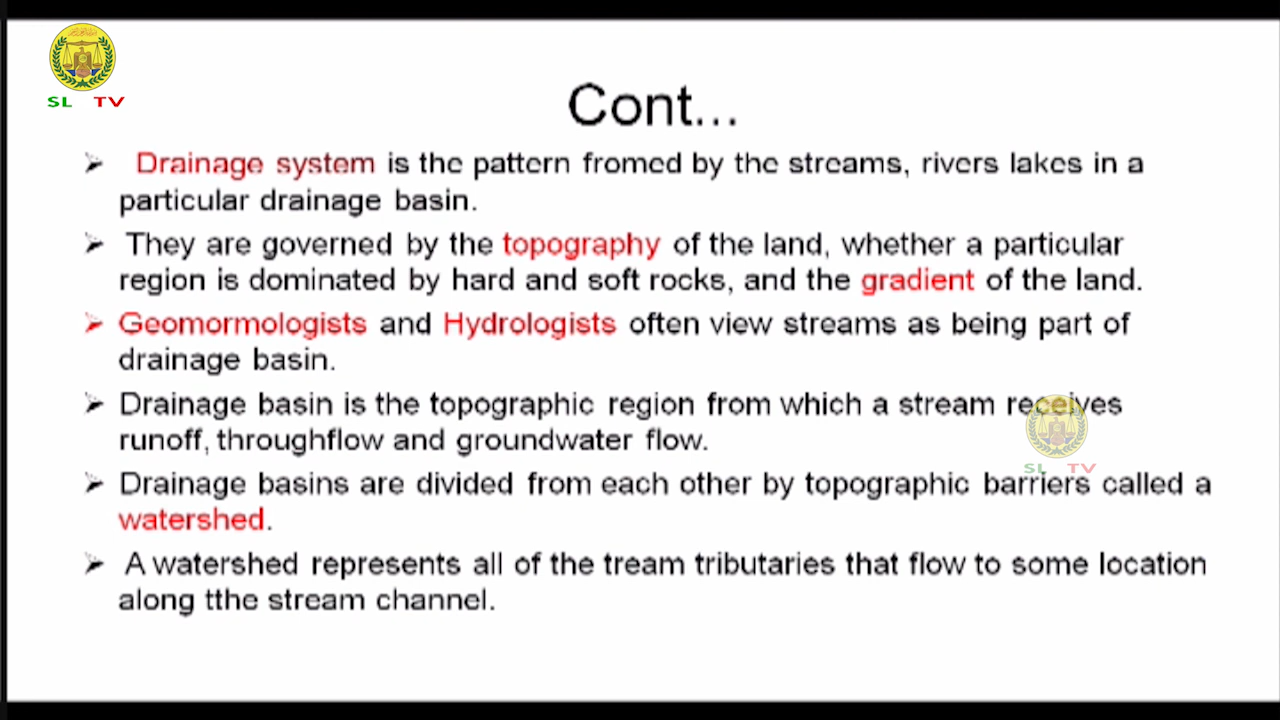 SL TV
Cont...
➢ Drainage system is the pattern fromed by the streams, rivers lakes in a
particular drainage basin.
➢ They are governed by the topography of the land, whether a particular
region is dominated by hard and soft rocks, and the gradient of the land.
➢ Geomormologists and Hydrologists often view streams as being part of
drainage basin.
➢ Drainage basin is the topographic region from which a stream receives
runoff, throughflow and groundwater flow.
SL TV
➢ Drainage basins are divided from each other by topographic barriers called a
watershed.
➢ A watershed represents all of the tream tributaries that flow to some location
along tthe stream channel.